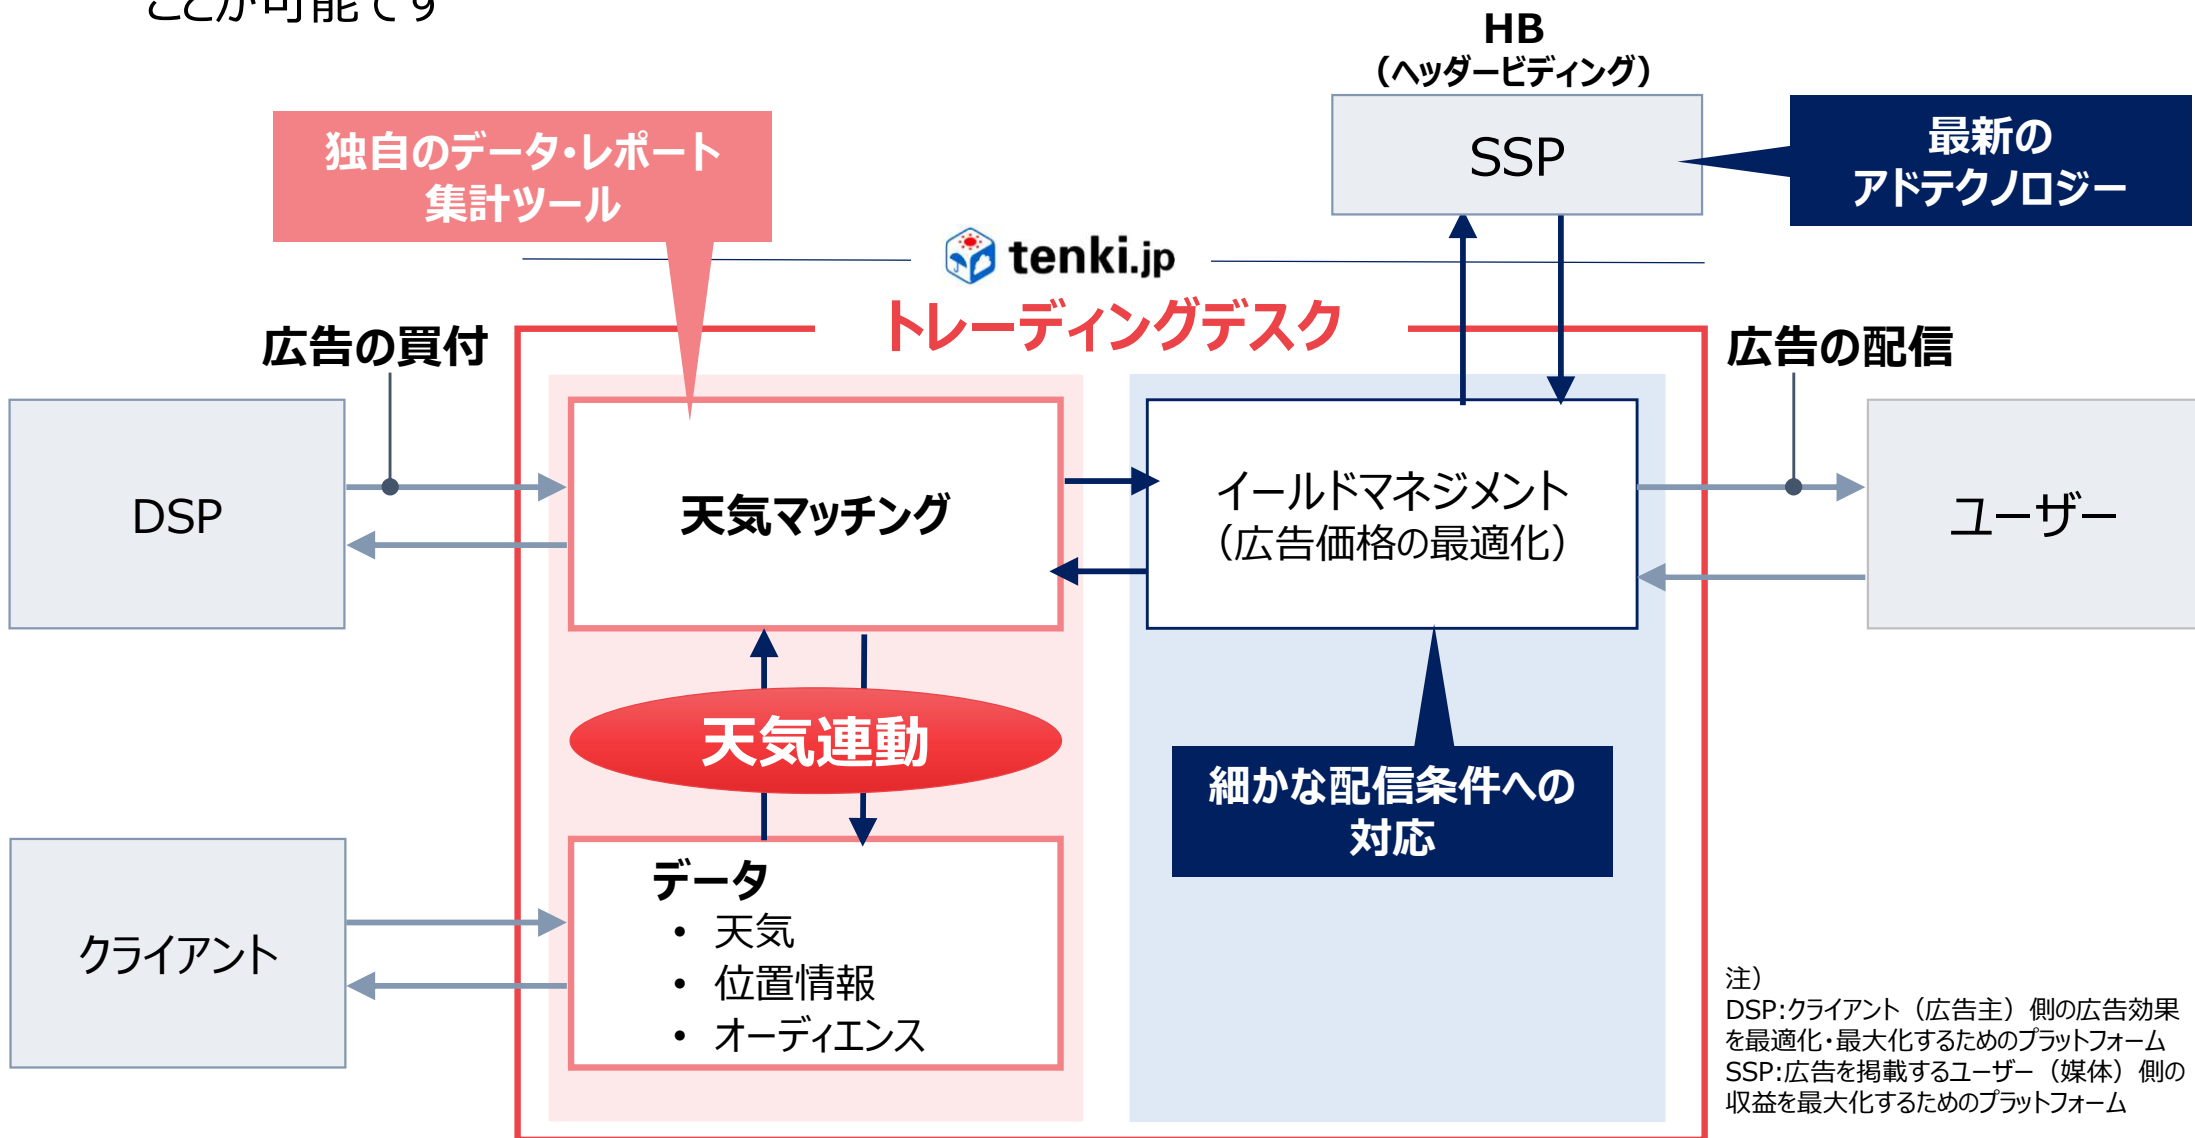 ことが可能です
HB
（ヘッダービディング）
SSP
最新の
アドテクノロジー
独自のデータ・レポート
集計ツール
tenki.jp
トレーディングデスク
広告の買付
広告の配信
DSP
天気マッチング
イールドマネジメント
（広告価格の最適化）
ユーザー
天気連動
細かな配信条件への
対応
クライアント
データ
• 天気
• 位置情報
• オーディエンス
注）
DSP:クライアント（広告主）側の広告効果
を最適化・最大化するためのプラットフォーム
SSP:広告を掲載するユーザー（媒体）側の
収益を最大化するためのプラットフォーム